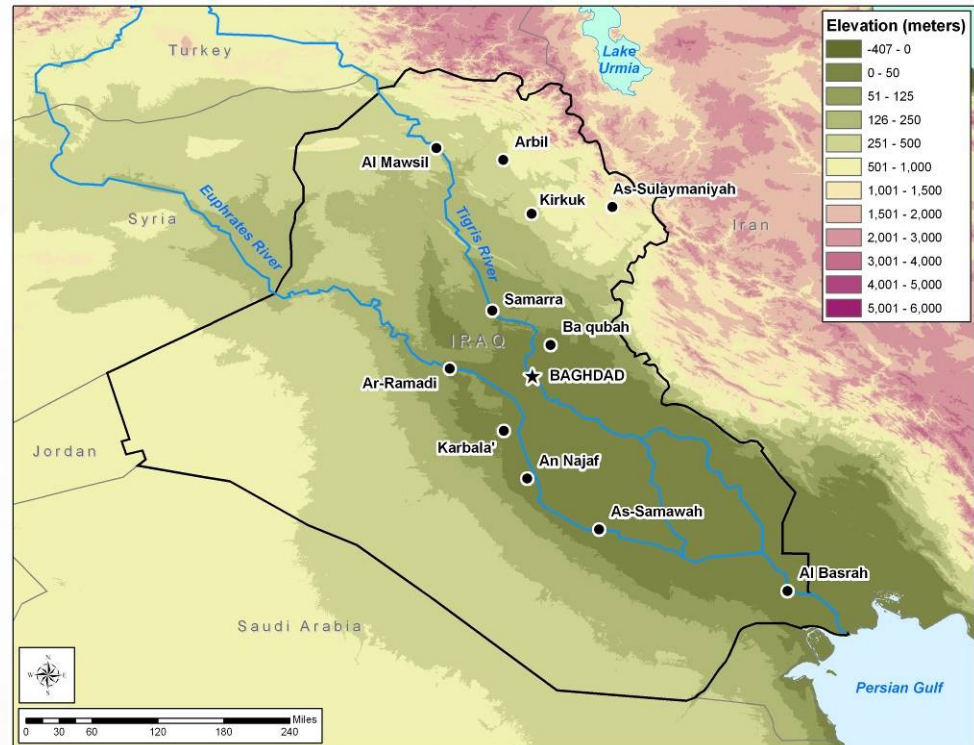 Turkey
Lake
Urmia
Elevation (meters)
-407 - 0
0 - 50
51 - 125
126 - 250
251 - 500
501 - 1,000
1,001 - 1,500
1,501 - 2,000
2,001 - 3,000
3,001 - 4,000
4,001 - 5,000
5,001 - 6,000
Al Mawsil
Arbil
Kirkuk
As-Sulaymaniyah
Syria
Euphrates River
Tigris River
Iran
Samarra
IRAQ
Ba qubah
Ar-Ramadi
BAGHDAD
Jordan
Karbala'
An Najaf
As-Samawah
Al Basrah
Saudi Arabia
Persian Gulf
N
W E
S
Miles
0 30 60 120 180 240